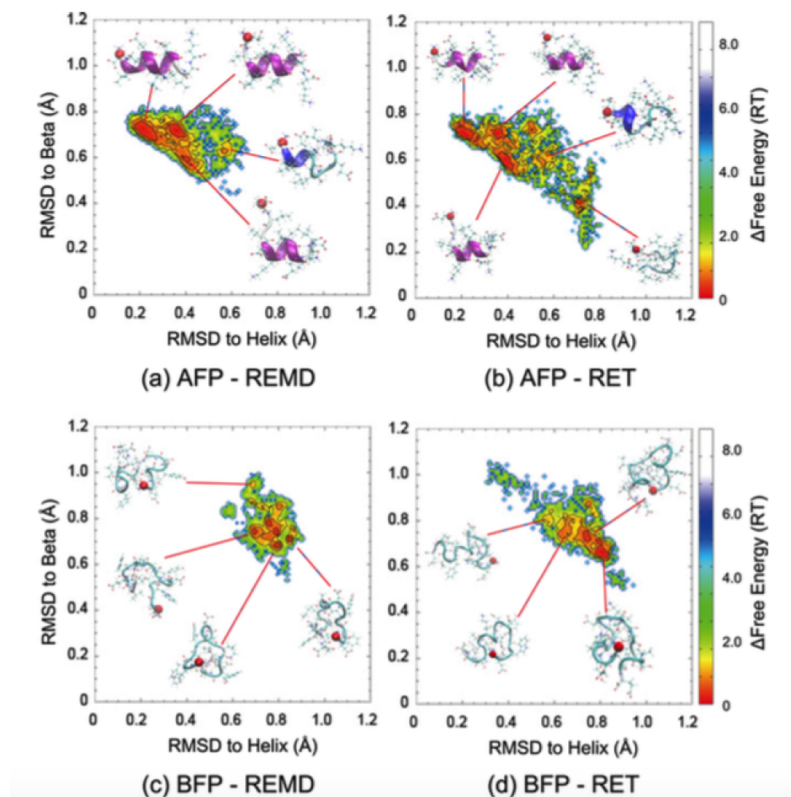 1.2
1.0
0.8
0.6
0.4
0.2
0
RMSD to Beta (Å)
0 0.2 0.4 0.6 0.8 1.0 1.2
RMSD to Helix (Å)
(a) AFP - REMD
1.2
1.0
0.8
0.6
0.4
0.2
0
0 0.2 0.4 0.6 0.8 1.0 1.2
RMSD to Helix (Å)
(b) AFP - RET
8.0
6.0
4.0
2.0
0
ΔFree Energy (RT)
1.2
1.0
0.8
0.6
0.4
0.2
0
RMSD to Beta (Å)
0 0.2 0.4 0.6 0.8 1.0 1.2
RMSD to Helix (Å)
(c) BFP - REMD
1.2
1.0
0.8
0.6
0.4
0.2
0
0 0.2 0.4 0.6 0.8 1.0 1.2
RMSD to Helix (Å)
(d) BFP - RET
8.0
6.0
4.0
2.0
0
ΔFree Energy (RT)